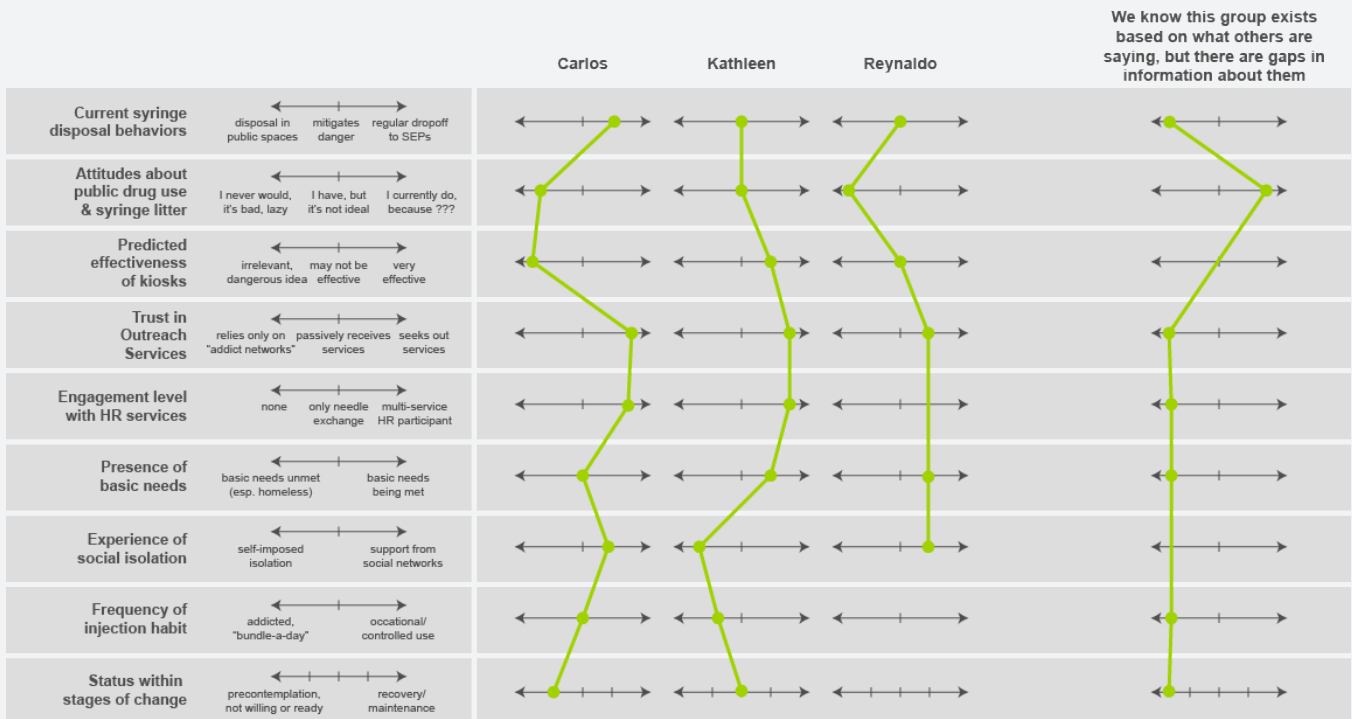 We know this group exists
based on what others are
saying, but there are gaps in
information about them
Carlos
Kathleen
Reynaldo
Current syringe
disposal behaviors
disposal in
public spaces
mitigates
danger
regular dropoff
to SEPs
Attitudes about
public drug use
& syringe litter
I never would,
it's bad, lazy
I have, but
it's not ideal
I currently do,
because ???
Predicted
effectiveness
of kiosks
irrelevant,
dangerous idea
may not be
effective
very
effective
Trust in
Outreach
Services
relies only on
"addict networks"
passively receives
services
seeks out
services
Engagement level
with HR services
none
only needle
exchange
multi-service
HR participant
Presence of
basic needs
basic needs unmet
(esp. homeless)
basic needs
being met
Experience of
social isolation
self-imposed
isolation
support from
social networks
Frequency of
injection habit
addicted,
"bundle-a-day"
occational/
controlled use
Status within
stages of change
precontemplation,
not willing or ready
recovery/
maintenance